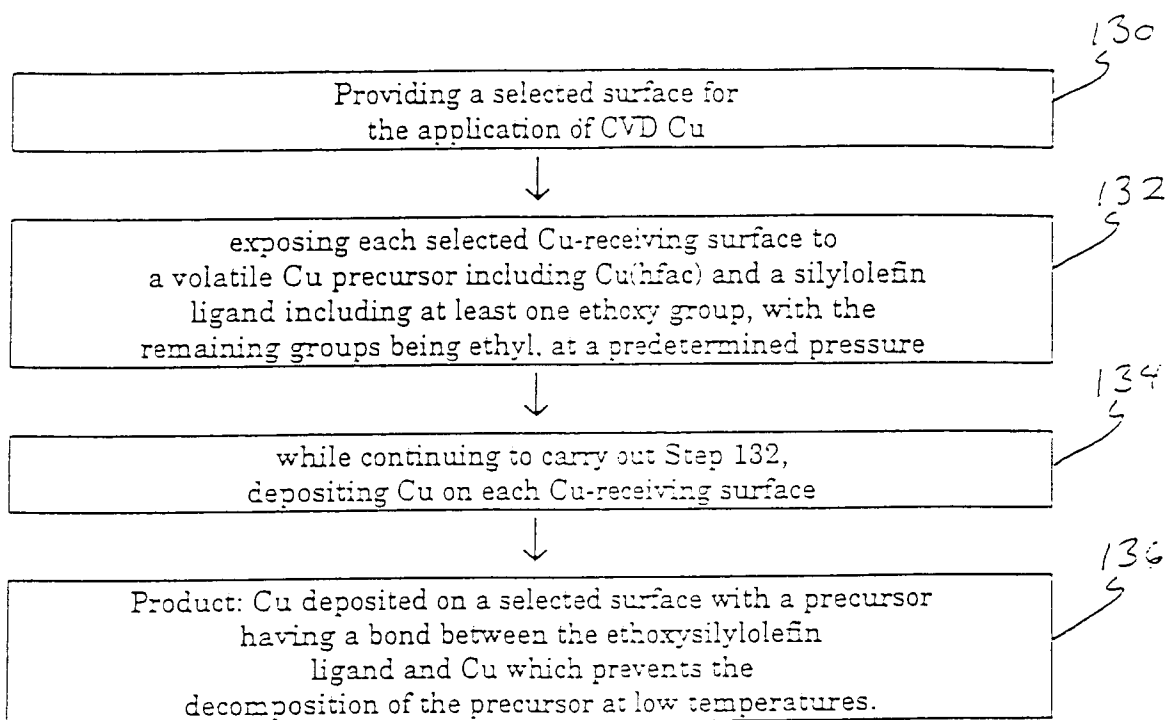 130
Providing a selected surface for
the application of CVD Cu
132
exposing each selected Cu-receiving surface to
a volatile Cu precursor including Cu(hfac) and a silylolefin
ligand including at least one ethoxy group, with the
remaining groups being ethyl, at a predetermined pressure
134
while continuing to carry out Step 132,
depositing Cu on each Cu-receiving surface
136
Product: Cu deposited on a selected surface with a precursor
having a bond between the ethoxysilylolefin
ligand and Cu which prevents the
decomposition of the precursor at low temperatures.